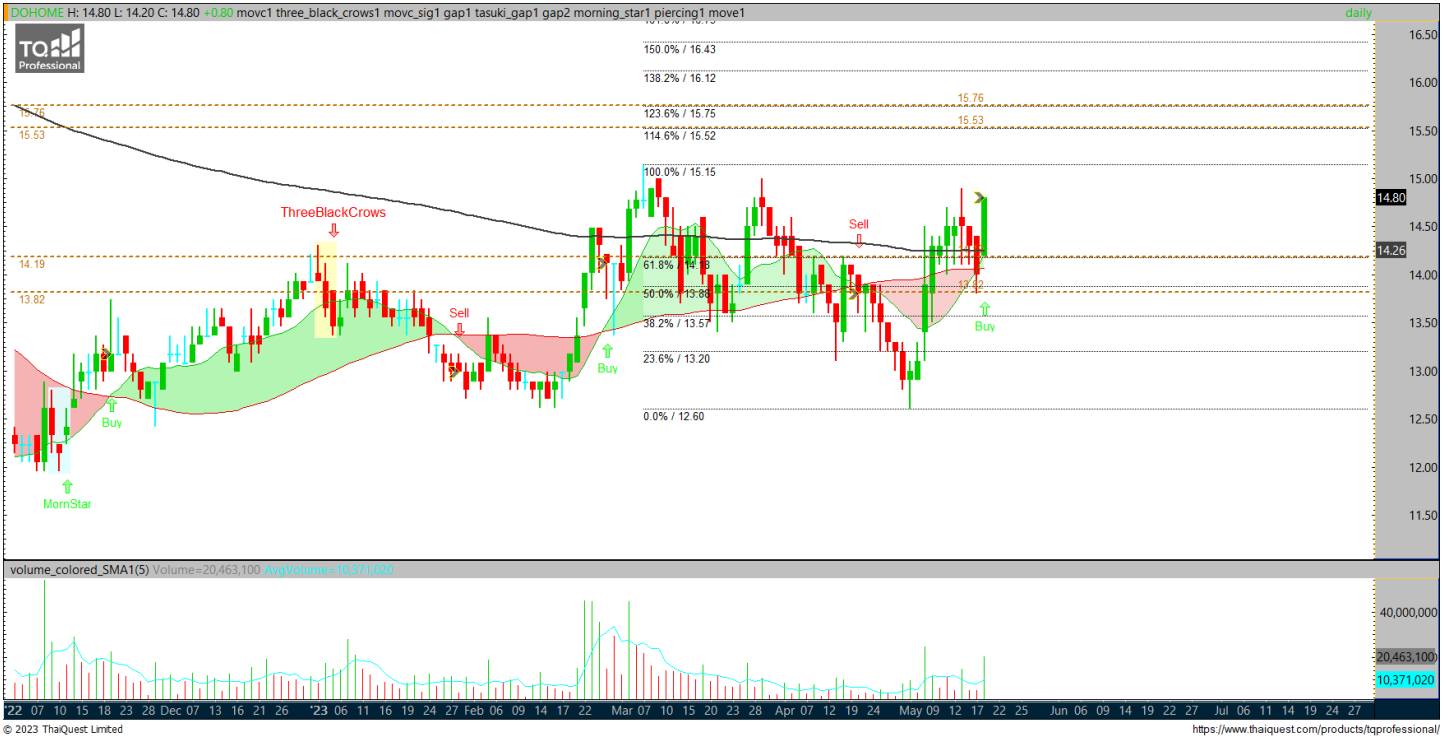 DOHOME H: 14.80 L: 14.20 C: 14.80 +0.80 movc1 three_black_crows1 movc_sig1 gap1 tasuki_gap1 gap2 morning_star1 piercing1 move1
daily
TQ
Professional
16.50
150.0% / 16.43
138.2% / 16.12
16.00
15.76
15.76
123.6% / 15.75
15.53
15.53
114.6% / 15.52
15.50
100.0% / 15.15
15.00
14.80
ThreeBlackCrows
Sell
14.50
14.26
14.19
61.8% / 14.18
14.00
50.0% / 13.88
13.82
13.82
Sell
38.2% / 13.57
13.50
Buy
23.6% / 13.20
Buy
13.00
0.0% / 12.60
Buy
12.50
12.00
MornStar
11.50
volume_colored_SMA1(5) Volume=20,463,100 AvgVolume=10,371,020
40,000,000
20,463,100
10,371,020
'22 07 10 15 18 23 28 Dec 07 13 16 21 26 '23 06 11 16 19 24 27 Feb 06 09 14 17 22 Mar 08 15 20 23 28 Apr 07 12 19 24 May 09 12 17 22 25 Jun 06 09 14 19 22 27 Jul 06 11 14 19 24 27
© 2023 ThaiQuest Limited
https://www.thaiquest.com/products/tqprofessional/